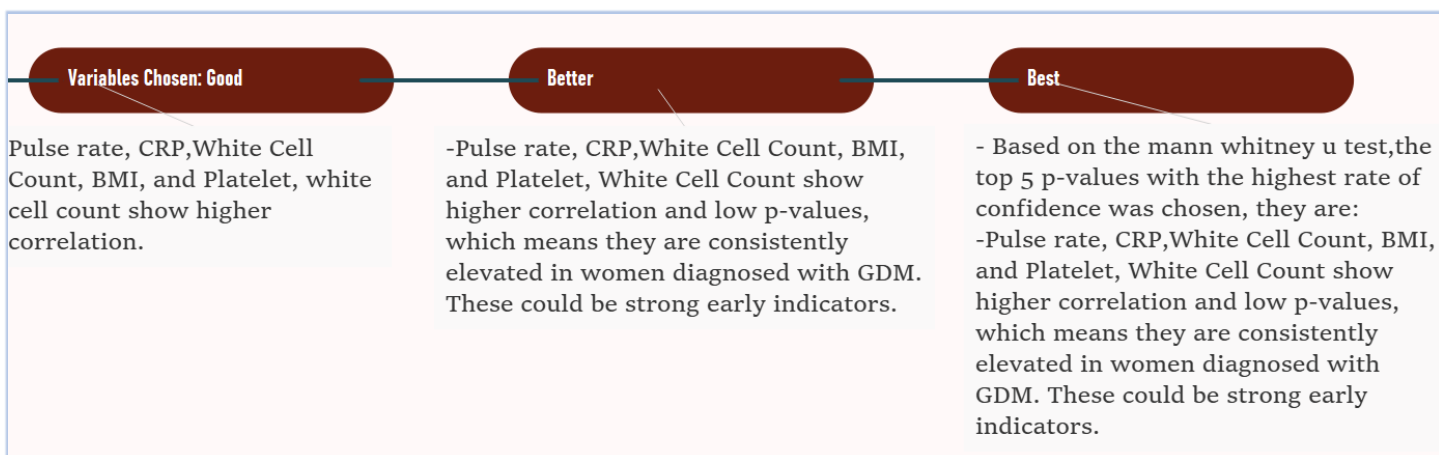 Variables Chosen: Good
Pulse rate, CRP,White Cell
Count, BMI, and Platelet, white
cell count show higher
correlation.
Better
-Pulse rate, CRP,White Cell Count, BMI,
and Platelet, White Cell Count show
higher correlation and low p-values,
which means they are consistently
elevated in women diagnosed with GDM.
These could be strong early indicators.
Best
- Based on the mann whitney u test,the
top 5 p-values with the highest rate of
confidence was chosen, they are:
-Pulse rate, CRP,White Cell Count, BMI,
and Platelet, White Cell Count show
higher correlation and low p-values,
which means they are consistently
elevated in women diagnosed with
GDM. These could be strong early
indicators.